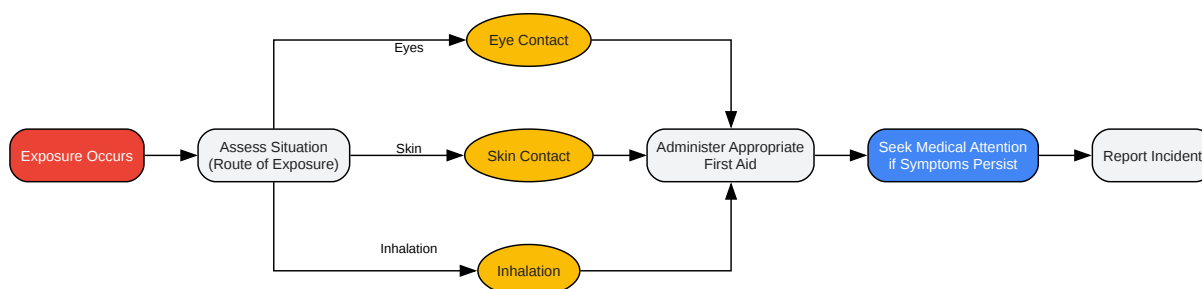 Exposure Occurs
Assess Situation
(Route of Exposure)
Eyes
Skin
Inhalation
Eye Contact
Skin Contact
Inhalation
Administer Appropriate
First Aid
Seek Medical Attention
if Symptoms Persist
Report Incident